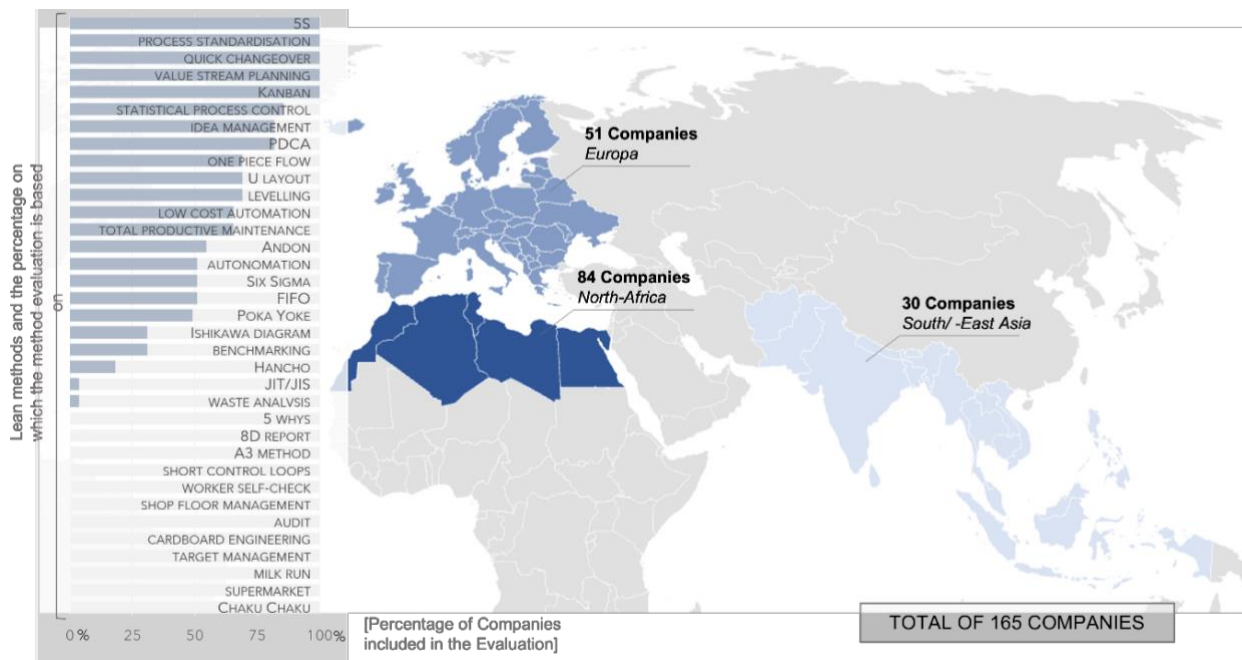 Lean methods and the percentage on
which the method evaluation is based
on
5S
PROCESS STANDARDISATION
QUICK CHANGEOVER
VALUE STREAM PLANNING
KANBAN
STATISTICAL PROCESS CONTROL
IDEA MANAGEMENT
PDCA
ONE PIECE FLOW
U LAYOUT
LEVELLING
LOW COST AUTOMATION
TOTAL PRODUCTIVE MAINTENANCE
ANDON
AUTONOMATION
SIX SIGMA
FIFO
POKA YOKE
ISHIKAWA DIAGRAM
BENCHMARKING
HANCHO
JIT/JIS
WASTE ANALVSIS
5 WHYS
8D REPORT
A3 METHOD
SHORT CONTROL LOOPS
WORKER SELF-CHECK
SHOP FLOOR MANAGEMENT
AUDIT
CARDBOARD ENGINEERING
TARGET MANAGEMENT
MILK RUN
SUPERMARKET
CHAKU CHAKU
0 % 25 50 75 100%
[Percentage of Companies
included in the Evaluation]
51 Companies
Europa
84 Companies
North-Africa
30 Companies
South/ -East Asia
TOTAL OF 165 COMPANIES